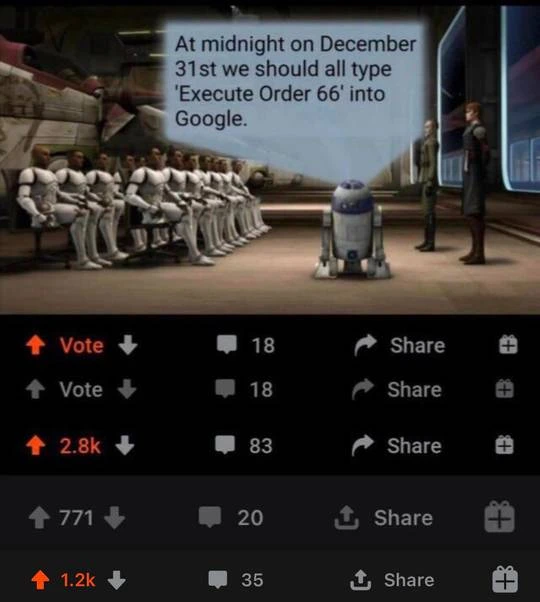 At midnight on December
31st we should all type
'Execute Order 66' into
Google.
Vote 18 Share
Vote 18 Share
2.8k 83 Share
771 20 Share
1.2k 35 Share